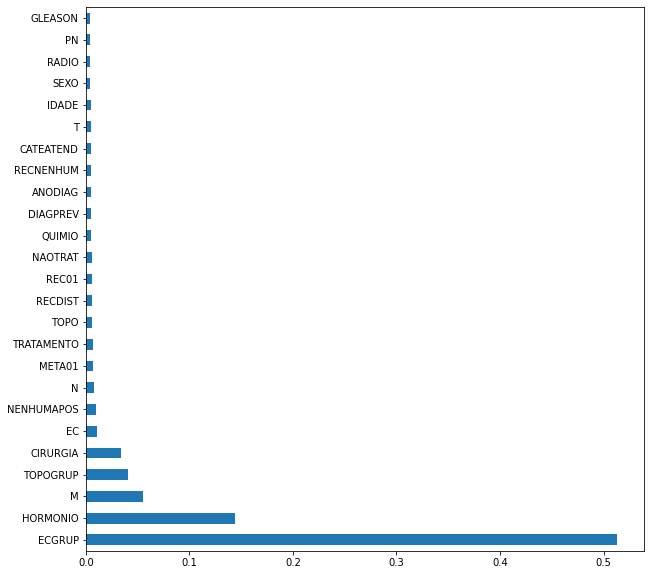 GLEASON
PN
RADIO
SEXO
IDADE
T
CATEATEND
RECNENHUM
ANODIAG
DIAGPREV
QUIMIO
NAOTRAT
REC01
RECDIST
TOPO
TRATAMENTO
META01
N
NENHUMAPOS
EC
CIRURGIA
TOPOGRUP
M
HORMONIO
ECGRUP
0.0 0.1 0.2 0.3 0.4 0.5